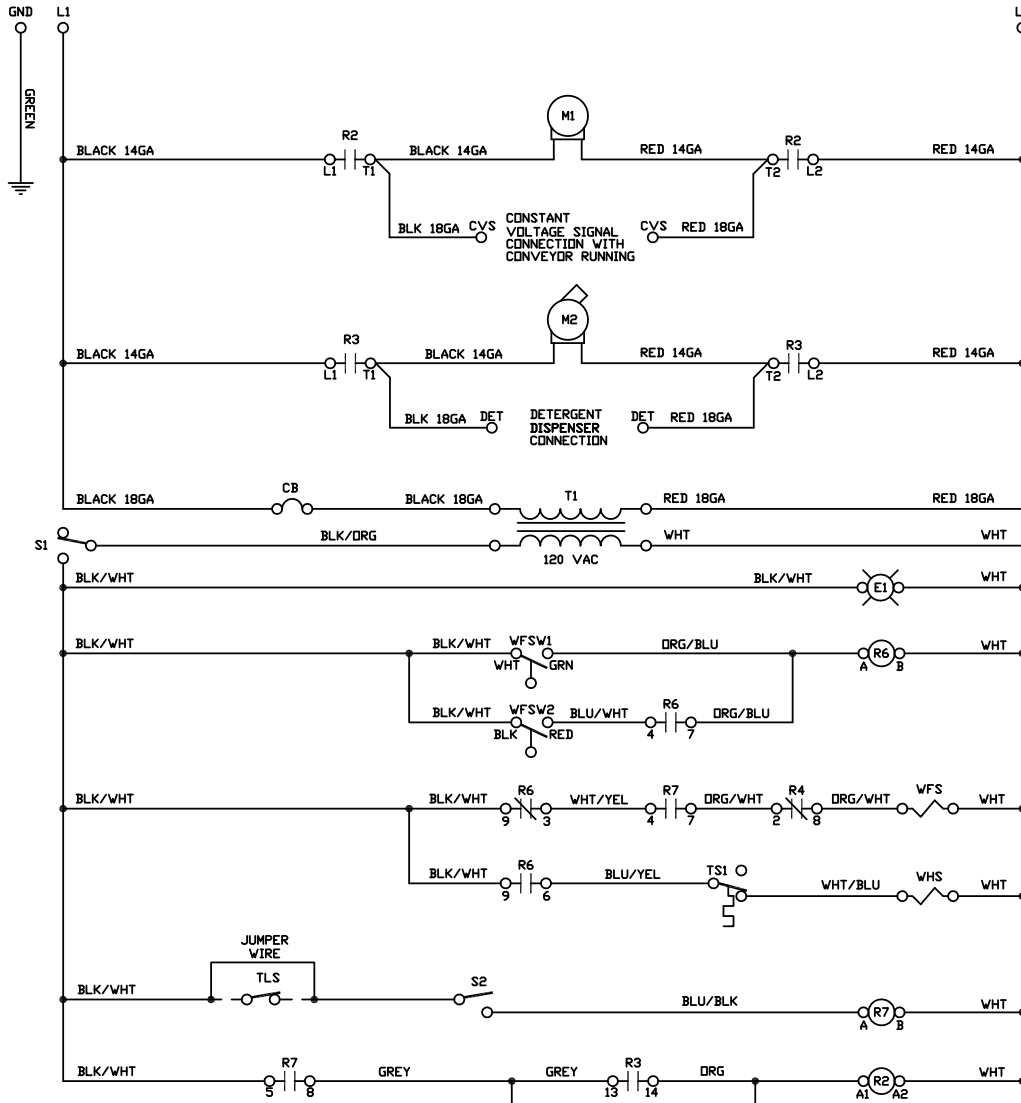 GND L1 L
GREEN
R2 M1 R2
BLACK 14GA BLACK 14GA RED 14GA RED 14GA
L1 T1 T2 L2
BLK 18GA CVS CONSTANT CVS RED 18GA
VOLTAGE SIGNAL
CONNECTION WITH
CONVEYOR RUNNING
R3 M2 R3
BLACK 14GA BLACK 14GA RED 14GA RED 14GA
L1 T1 T2 L2
BLK 18GA DET DETERGENT DET RED 18GA
DISPENSER
CONNECTION
CB T1
BLACK 18GA BLACK 18GA RED 18GA RED 18GA
S1 BLK/ORG WHT WHT
120 VAC
BLK/WHT BLK/WHT E1 WHT
BLK/WHT BLK/WHT WFSW1 ORG/BLU R6 WHT
WHT GRN A B
BLK/WHT WFSW2 BLU/WHT R6 ORG/BLU
BLK RED 4 7
BLK/WHT BLK/WHT R6 WHT/YEL R7 ORG/WHT R4 ORG/WHT WFS WHT
9 3 4 7 2 8
BLK/WHT R6 BLU/YEL TS1 WHT/BLU WHS WHT
9 6
JUMPER
WIRE
BLK/WHT TLS S2 BLU/BLK R7 WHT
A B
BLK/WHT R7 GREY GREY R3 ORG R2 WHT
5 8 13 14 A1 A2